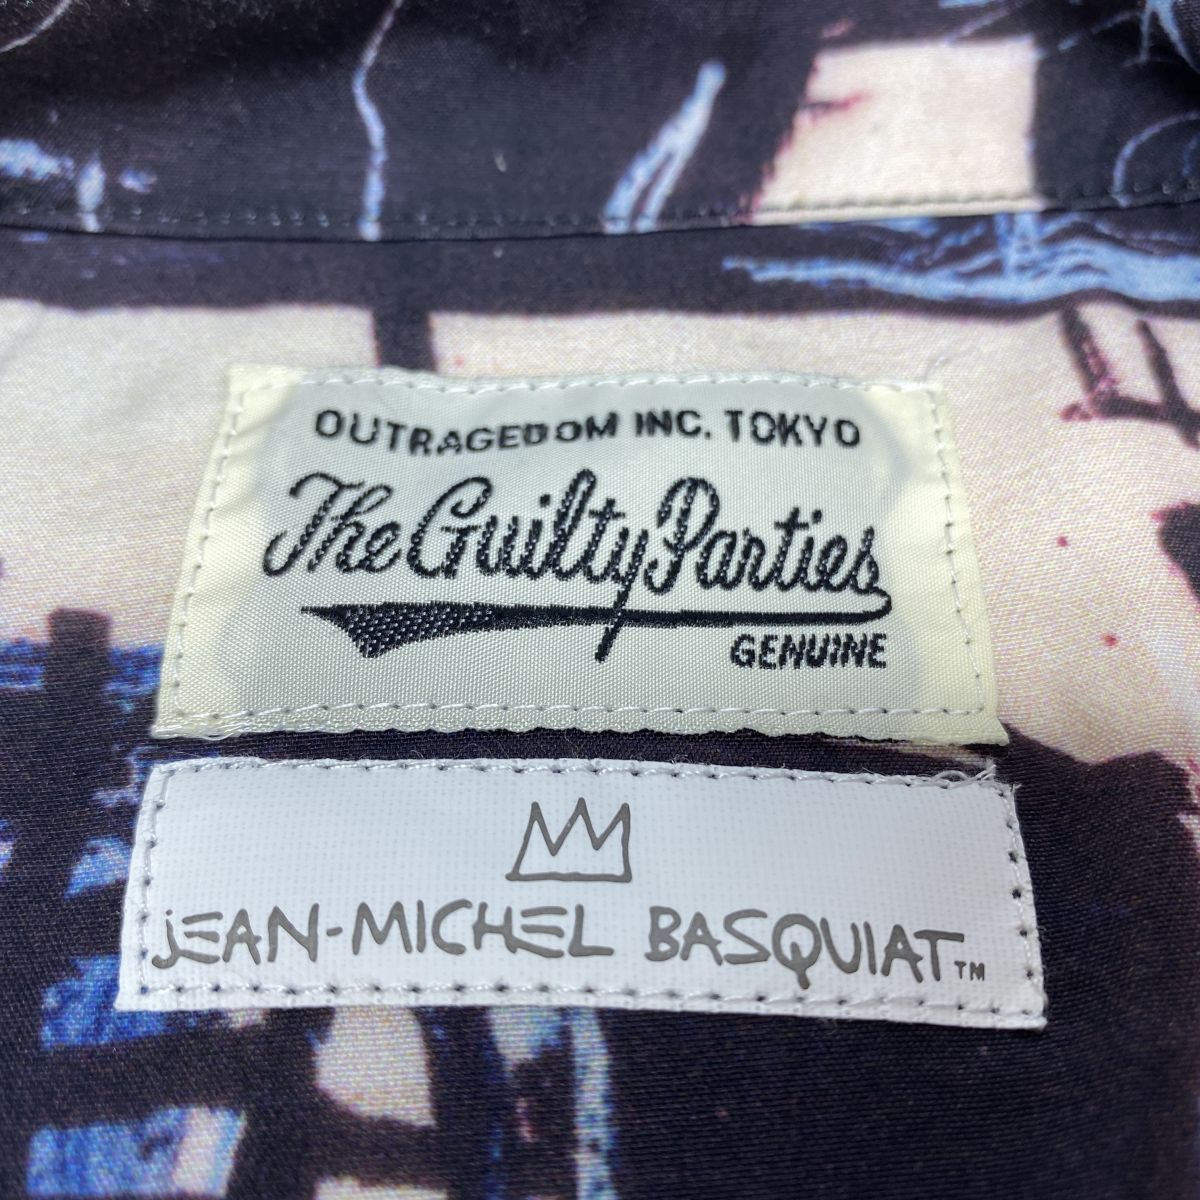 OUTRAGEDOM INC. TOKYO
The Guilty Parties
GENUINE
JEAN-MICHEL BASQUIAT™